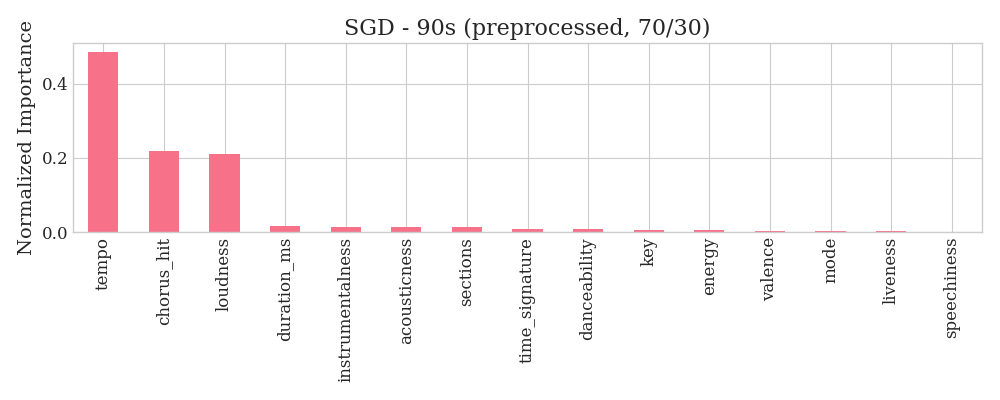 SGD - 90s (preprocessed, 70/30)
Normalized Importance
0.4
0.2
0.0
tempo
chorus_hit
loudness
duration_ms
instrumentalness
acousticness
sections
time_signature
danceability
key
energy
valence
mode
liveness
speechiness